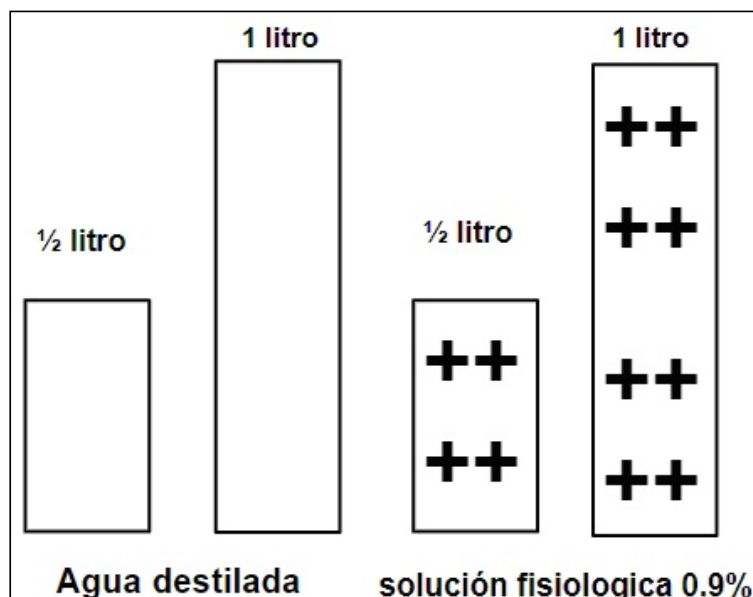 1 litro
1 litro
½ litro
½ litro
++
++
++
++
++
++
Agua destilada
solución fisiologica 0.9%